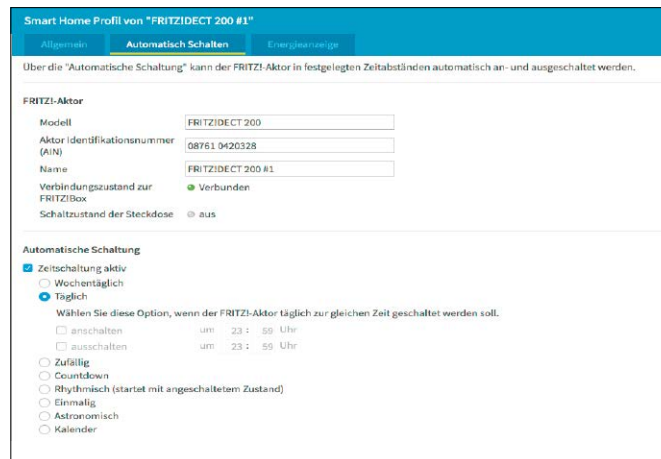 Smart Home Profil von "FRITZ!DECT 200 #1"
Allgemein Automatisch Schalten Energieanzeige
Über die "Automatische Schaltung" kann der FRITZ!-Aktor in festgelegten Zeitabständen automatisch an- und ausgeschaltet werden.
FRITZ!-Aktor
Modell FRITZ!DECT 200
Aktor Identifikationsnummer
(AIN) 08761 0420328
Name FRITZ!DECT 200 #1
Verbindungszustand zur
FRITZ!Box Verbunden
Schaltzustand der Steckdose aus
Automatische Schaltung
Zeitschaltung aktiv
Wochentäglich
Täglich
Wählen Sie diese Option, wenn der FRITZ!-Aktor täglich zur gleichen Zeit geschaltet werden soll.
anschalten um 23 : 59 Uhr
ausschalten um 23 : 59 Uhr
Zufällig
Countdown
Rhythmisch (startet mit angeschaltetem Zustand)
Einmalig
Astronomisch
Kalender